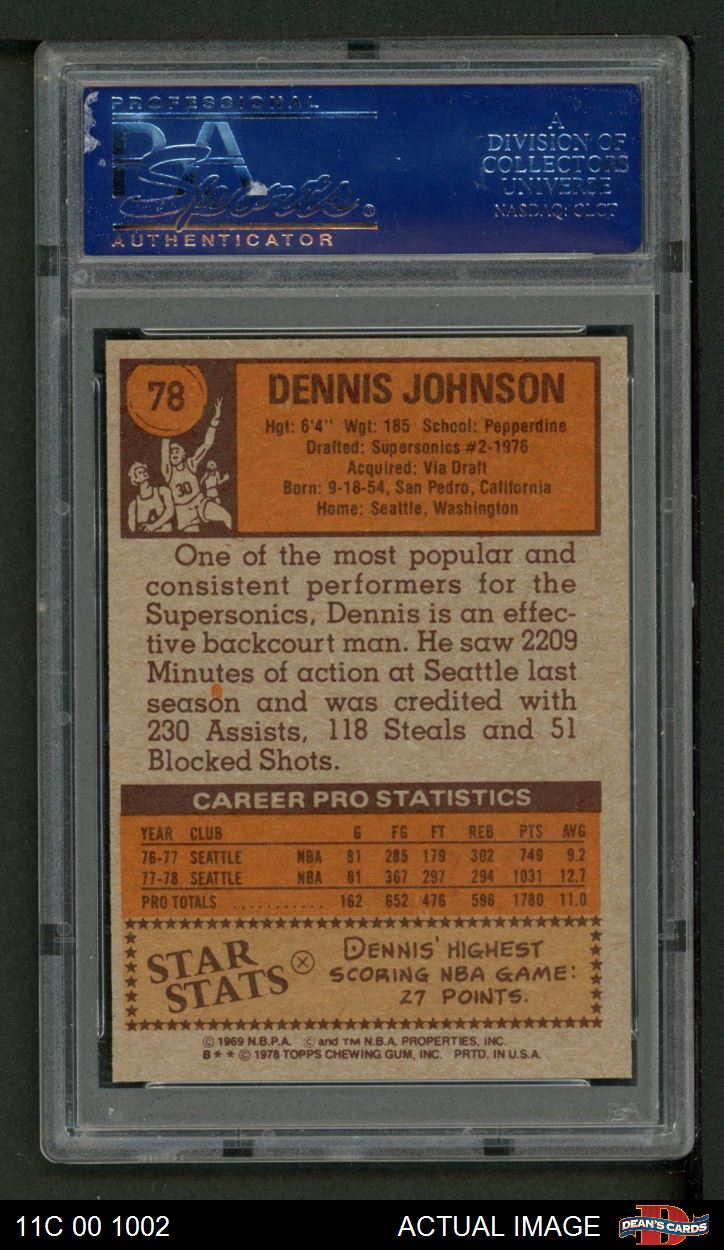 PROFESSIONAL
PSA
Sports®
AUTHENTICATOR
A
DIVISION OF
COLLECTORS
UNIVERSE
NASDAQ: CLCT
78
DENNIS JOHNSON
Hgt: 6'4" Wgt: 185 School: Pepperdine
Drafted: Supersonics #2-1976
Acquired: Via Draft
Born: 9-18-54, San Pedro, California
Home: Seattle, Washington
30
One of the most popular and
consistent performers for the
Supersonics, Dennis is an effec-
tive backcourt man. He saw 2209
Minutes of action at Seattle last
season and was credited with
230 Assists, 118 Steals and 51
Blocked Shots.
CAREER PRO STATISTICS
YEAR CLUB G FG FT REB PTS AVG
76-77 SEATTLE NBA 81 285 179 302 749 9.2
77-78 SEATTLE NBA 81 367 297 294 1031 12.7
PRO TOTALS ........... 162 652 476 596 1780 11.0
STAR
STATS
DENNIS' HIGHEST
SCORING NBA GAME:
27 POINTS.
© 1969 N.B.P.A. © and TM N.B.A. PROPERTIES, INC.
B * * © 1978 TOPPS CHEWING GUM, INC. PRTD. IN U.S.A.
11C 00 1002
ACTUAL IMAGE
D
DEAN'S CARDS